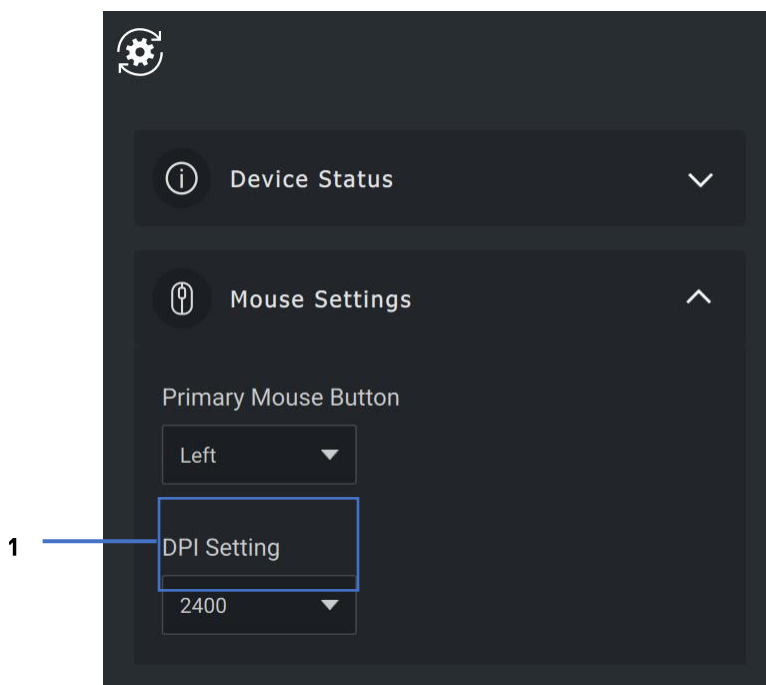 Device Status
Mouse Settings
Primary Mouse Button
Left
1
DPI Setting
2400